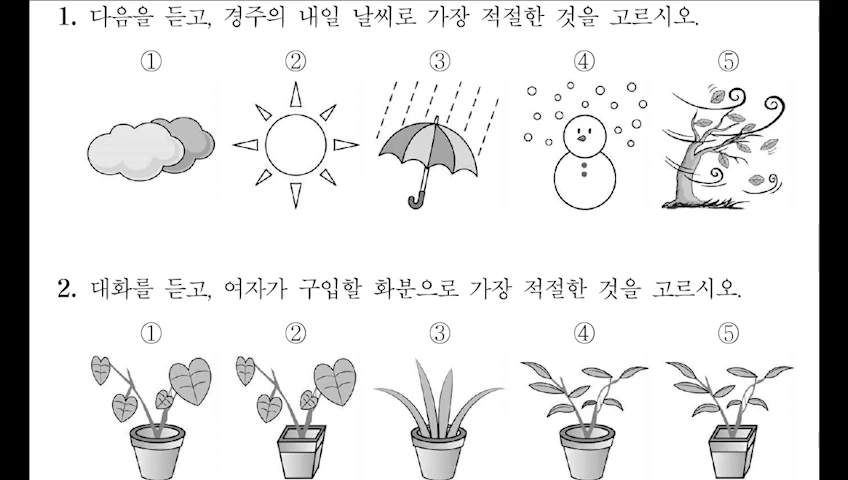 1. 다음을 듣고, 경주의 내일 날씨로 가장 적절한 것을 고르시오.
① ② ③ ④ ⑤
2. 대화를 듣고, 여자가 구입할 화분으로 가장 적절한 것을 고르시오.
① ② ③ ④ ⑤